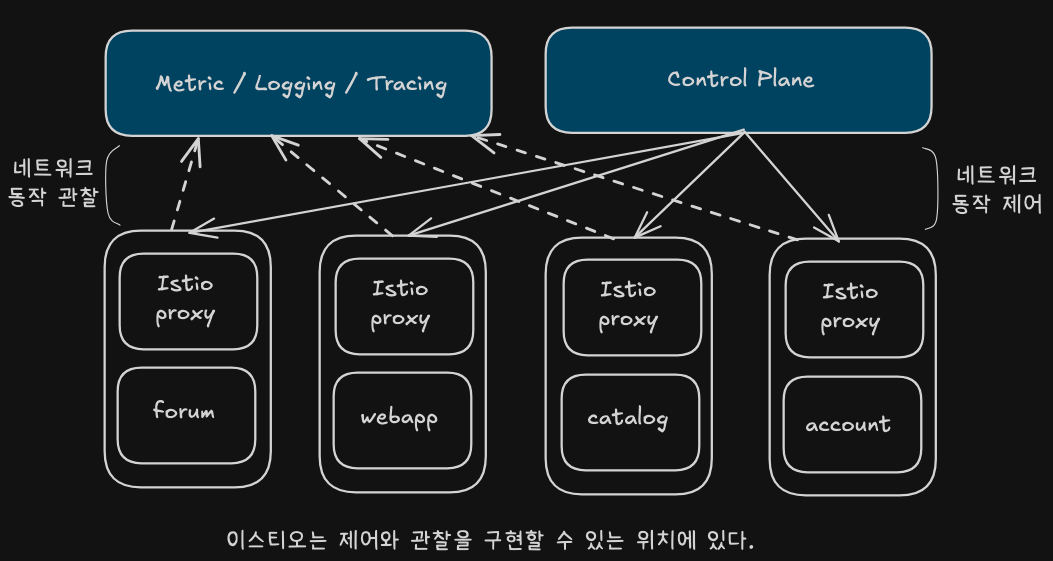 Metric / Logging / Tracing
Control Plane
네트워크
동작 관찰
네트워크
동작 제어
Istio
proxy
forum
Istio
proxy
webapp
Istio
proxy
catalog
Istio
proxy
account
이스티오는 제어와 관찰을 구현할 수 있는 위치에 있다.